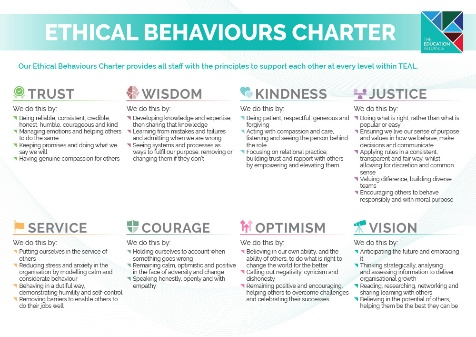 ETHICAL BEHAVIOURS CHARTER
THE
EDUCATION
ALLIANCE
Our Ethical Behaviours Charter provides all staff with the principles to support each other at every level within TEAL.
TRUST
We do this by:
Being reliable, consistent, credible,
honest, humble, courageous and kind
Managing emotions and helping others
to do the same
Keeping promises and doing what we
say we will
Having genuine compassion for others
WISDOM
We do this by:
Developing knowledge and expertise,
then sharing that knowledge
Learning from mistakes and failures
and admitting when we are wrong
Seeing systems and processes as
ways to fulfil our purpose, removing or
changing them if they don't
KINDNESS
We do this by:
Being patient, respectful, generous and
forgiving
Acting with compassion and care,
listening and seeing the person behind
the role
Focusing on relational practice;
building trust and rapport with others
by empowering and elevating them
JUSTICE
We do this by:
Doing what is right, rather than what is
popular or easy
Ensuring we live our sense of purpose
and values in how we behave, make
decisions and communicate
Applying rules in a consistent,
transparent and fair way, whilst
allowing for discretion and common
sense
Valuing difference, building diverse
teams
Encouraging others to behave
responsibly and with moral purpose
SERVICE
We do this by:
Putting ourselves in the service of
others
Reducing stress and anxiety in the
organisation by modelling calm and
considerate behaviour
Behaving in a dutiful way,
demonstrating humility and self-control
Removing barriers to enable others to
do their jobs well
COURAGE
We do this by:
Holding ourselves to account when
something goes wrong
Remaining calm, optimistic and positive
in the face of adversity and change
Speaking honestly, openly and with
empathy
OPTIMISM
We do this by:
Believing in our own ability, and the
ability of others, to do what is right to
change the world for the better
Calling out negativity, cynicism and
dishonesty
Remaining positive and encouraging,
helping others to overcome challenges
and celebrating their successes
VISION
We do this by:
Anticipating the future and embracing
it
Thinking strategically, analysing
and assessing information to deliver
organisational growth
Reading, researching, networking and
sharing learning with others
Believing in the potential of others,
helping them be the best they can be